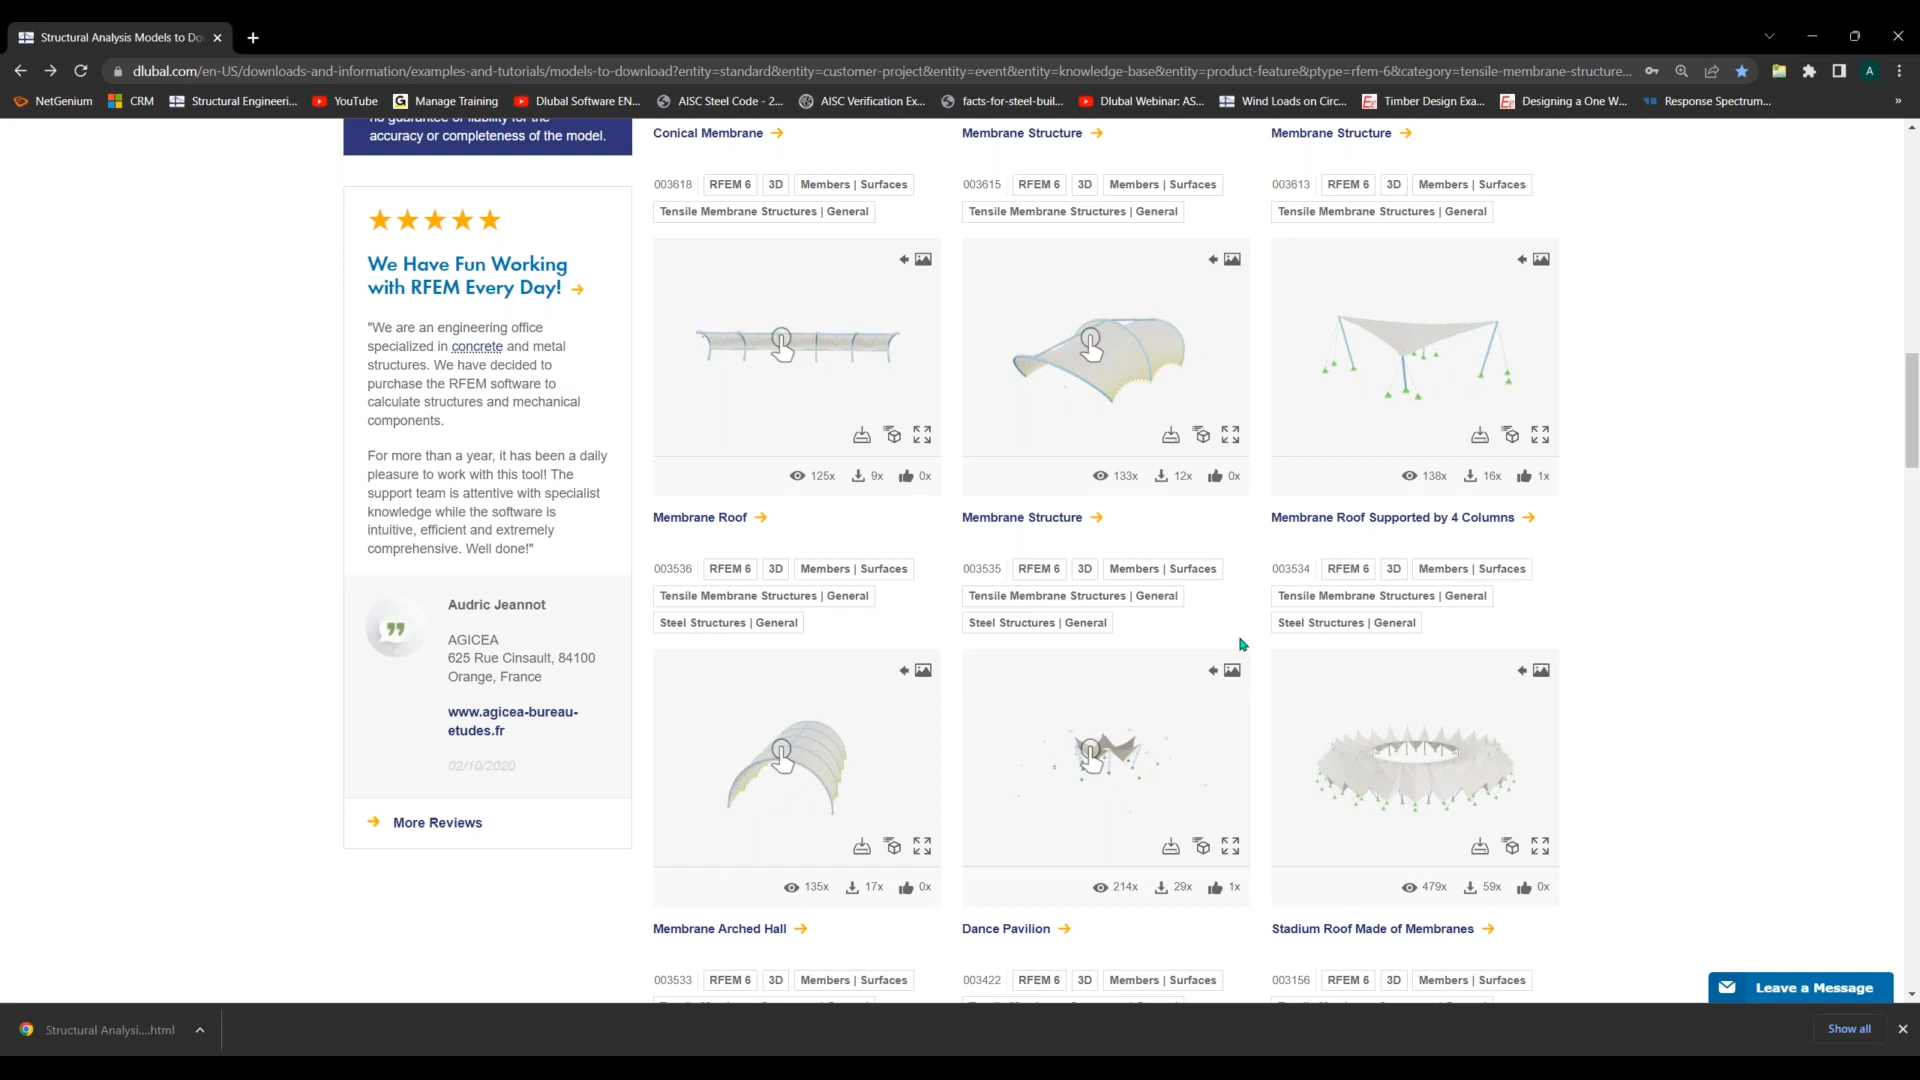 Structural Analysis Models to Do
dlubal.com/en-US/downloads-and-information/examples-and-tutorials/models-to-download?entity=standard&entity=customer-project&entity=event&entity=knowledge-base&entity=product-feature&ptype=rfem-6&category=tensile-membrane-structure...
A
NetGenium CRM Structural Engineeri... YouTube Manage Training Dlubal Software EN... AISC Steel Code - 2... AISC Verification Ex... facts-for-steel-buil... Dlubal Webinar: AS... Wind Loads on Circ... Timber Design Exa... Designing a One W... Response Spectrum... »
no guarantee or liability for the
accuracy or completeness of the model.
We Have Fun Working
with RFEM Every Day!
"We are an engineering office
specialized in concrete and metal
structures. We have decided to
purchase the RFEM software to
calculate structures and mechanical
components.
For more than a year, it has been a daily
pleasure to work with this tool! The
support team is attentive with specialist
knowledge while the software is
intuitive, efficient and extremely
comprehensive. Well done!"
Audric Jeannot
AGICEA
625 Rue Cinsault, 84100
Orange, France
www.agicea-bureau-
etudes.fr
02/10/2020
More Reviews
Conical Membrane
003618 RFEM 6 3D Members | Surfaces
Tensile Membrane Structures | General
Membrane Structure
003615 RFEM 6 3D Members | Surfaces
Tensile Membrane Structures | General
Membrane Structure
003613 RFEM 6 3D Members | Surfaces
Tensile Membrane Structures | General
125x 9x 0x
Membrane Roof
003536 RFEM 6 3D Members | Surfaces
Tensile Membrane Structures | General
Steel Structures | General
133x 12x 0x
Membrane Structure
003535 RFEM 6 3D Members | Surfaces
Tensile Membrane Structures | General
Steel Structures | General
138x 16x 1x
Membrane Roof Supported by 4 Columns
003534 RFEM 6 3D Members | Surfaces
Tensile Membrane Structures | General
Steel Structures | General
135x 17x 0x
Membrane Arched Hall
003533 RFEM 6 3D Members | Surfaces
214x 29x 1x
Dance Pavilion
003422 RFEM 6 3D Members | Surfaces
479x 59x 0x
Stadium Roof Made of Membranes
003156 RFEM 6 3D Members | Surfaces
Leave a Message
Structural Analysi....html
Show all